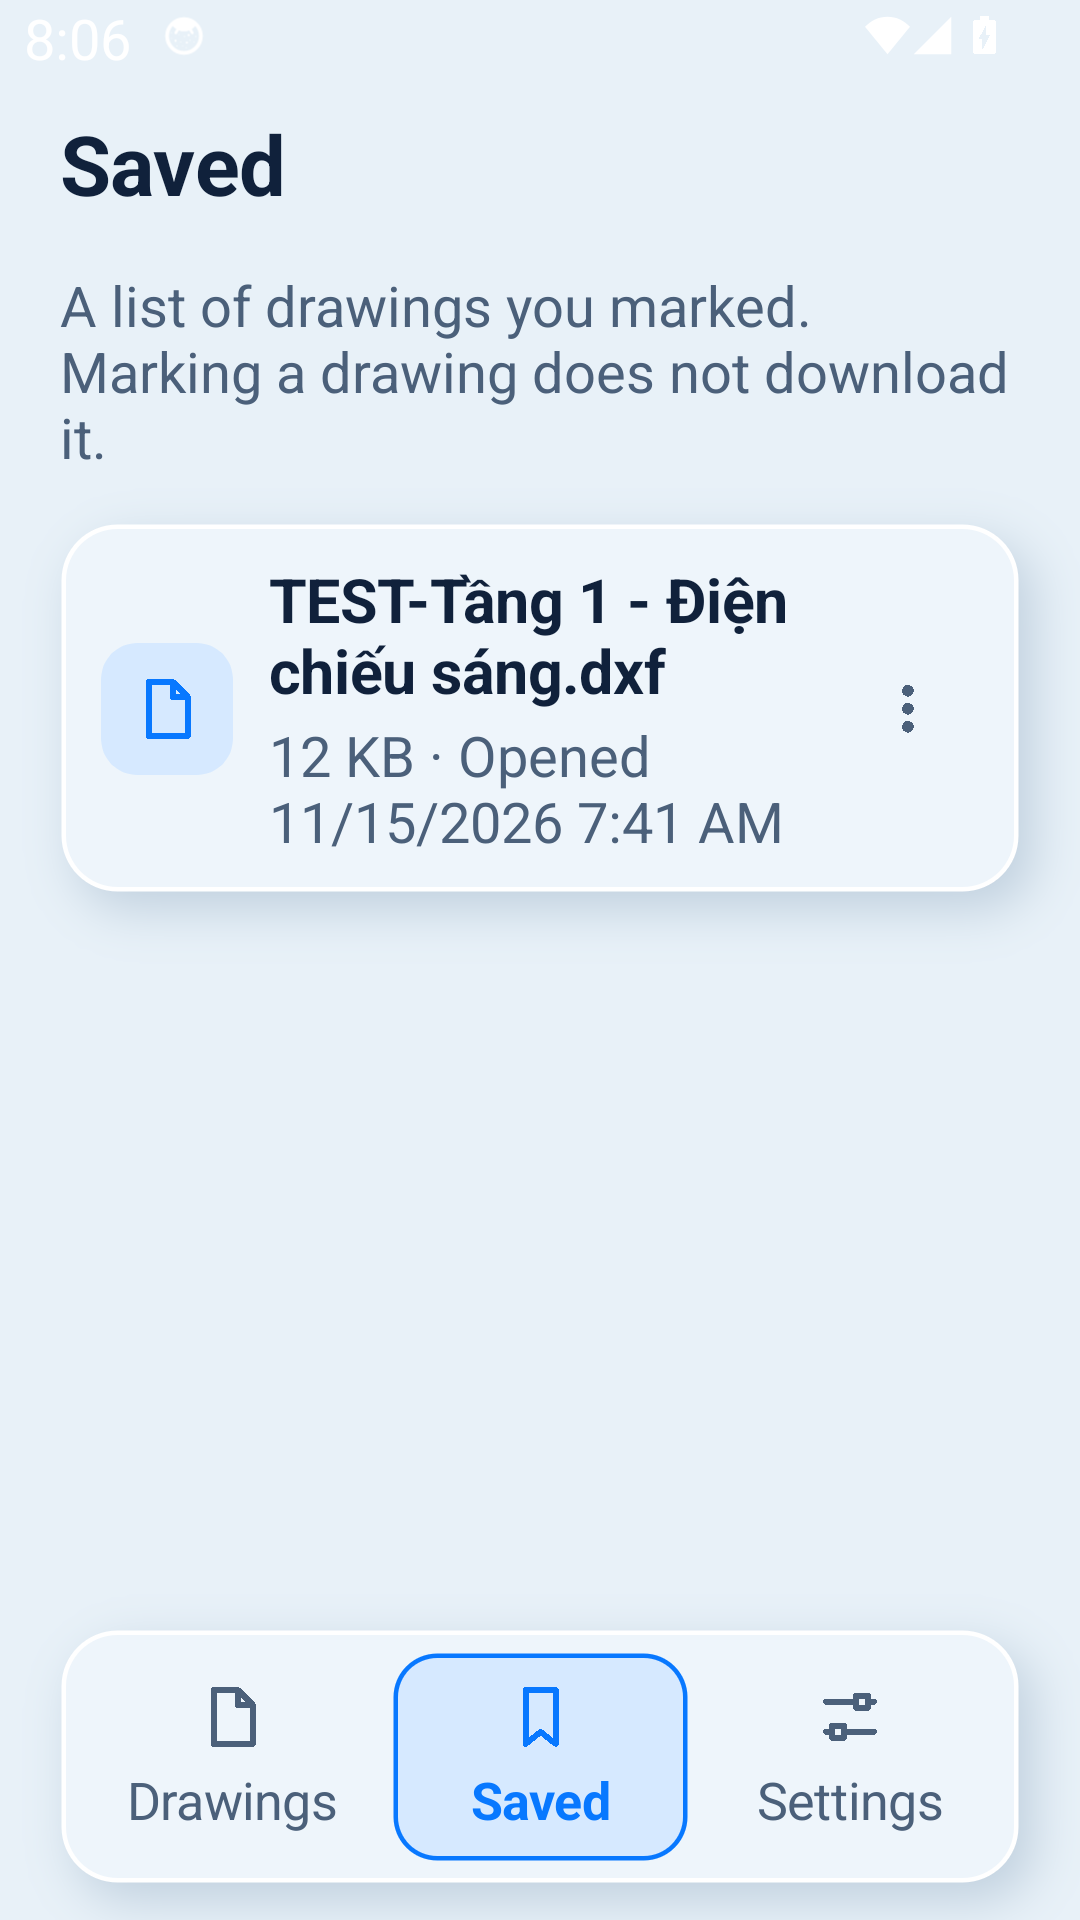 8:06
Saved
A list of drawings you marked.
Marking a drawing does not download
it.
TEST-Tầng 1 - Điện
chiếu sáng.dxf
12 KB · Opened
11/15/2026 7:41 AM
Drawings
Saved
Settings